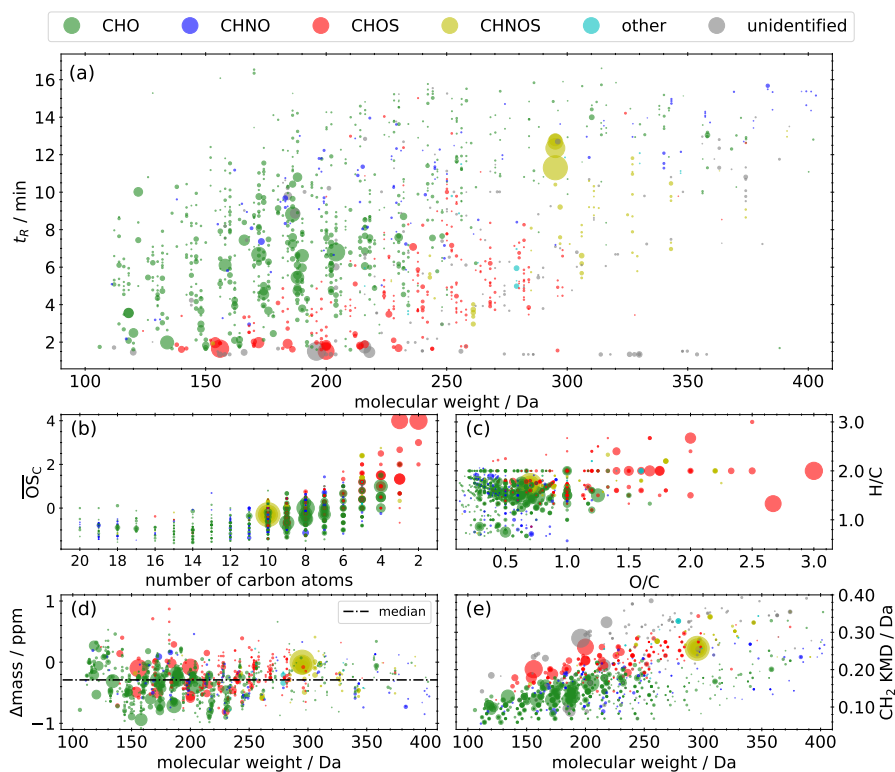 CHO CHNO CHOS CHNOS other unidentified
(a)
16
14
12
10
8
6
4
2
t_R / min
100 150 200 250 300 350 400
molecular weight / Da
(b)
4
2
0
OS_C
20 18 16 14 12 10 8 6 4 2
number of carbon atoms
(c)
3.0
2.0
1.0
H/C
0.5 1.0 1.5 2.0 2.5 3.0
O/C
(d)
median
1
0
−1
Δmass / ppm
100 150 200 250 300 350 400
molecular weight / Da
(e)
0.40
0.30
0.20
0.10
CH₂ KMD / Da
100 150 200 250 300 350 400
molecular weight / Da